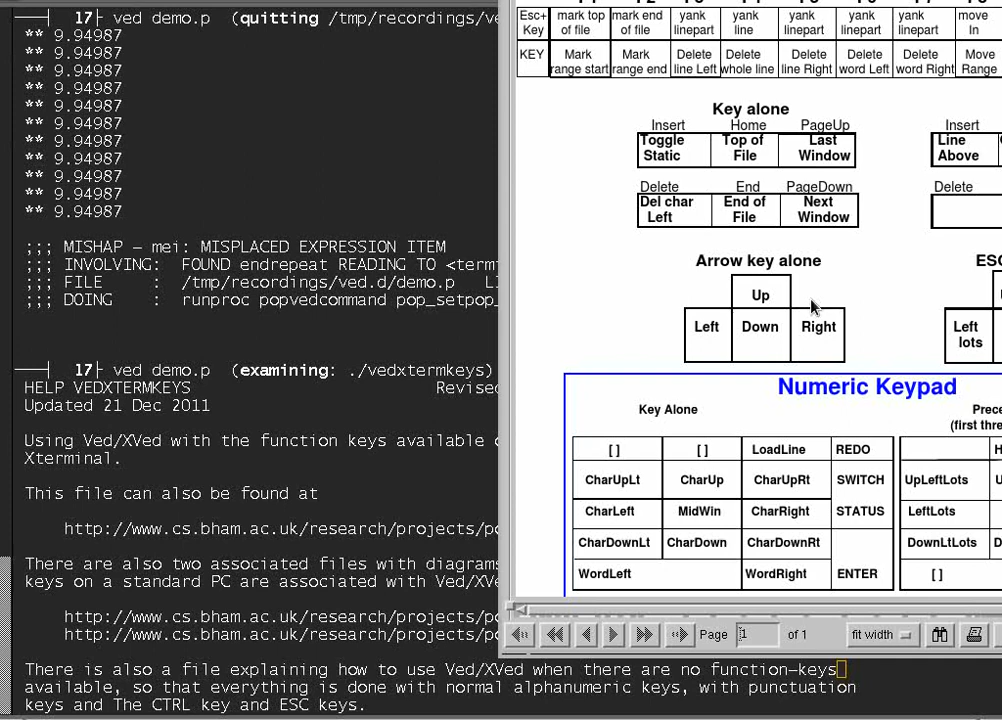 17 ved demo.p (quitting /tmp/recordings/ve
** 9.94987
** 9.94987
** 9.94987
** 9.94987
** 9.94987
** 9.94987
** 9.94987
** 9.94987
** 9.94987
** 9.94987
** 9.94987
;;; MISHAP - mei: MISPLACED EXPRESSION ITEM
;;; INVOLVING: FOUND endrepeat READING TO <term
;;; FILE : /tmp/recordings/ved.d/demo.p LI
;;; DOING : runproc popvedcommand pop_setpop_
17 ved demo.p (examining: ./vedxtermkeys)
HELP VEDXTERMKEYS Revise
Updated 21 Dec 2011
Using Ved/XVed with the function keys available
Xterminal.
This file can also be found at
http://www.cs.bham.ac.uk/research/projects/po
There are also two associated files with diagrams
keys on a standard PC are associated with Ved/XVe
http://www.cs.bham.ac.uk/research/projects/po
http://www.cs.bham.ac.uk/research/projects/po
There is also a file explaining how to use Ved/XVed when there are no function-keys
available, so that everything is done with normal alphanumeric keys, with punctuation
keys and The CTRL key and ESC keys.
Esc+ mark top mark end yank yank yank yank yank move
Key of file of file linepart line linepart linepart linepart In
KEY Mark Mark Delete Delete Delete Delete Delete Move
range start range end line Left whole line line Right word Left word Right Range
Key alone
Insert Home PageUp Insert
Toggle Top of Last Line
Static File Window Above
Delete End PageDown Delete
Del char End of Next
Left File Window
Arrow key alone ESC
Up
Left Down Right Left
lots
Numeric Keypad
Key Alone Prece
(first thre
[ ] [ ] LoadLine REDO H
CharUpLt CharUp CharUpRt SWITCH UpLeftLots U
CharLeft MidWin CharRight STATUS LeftLots
CharDownLt CharDown CharDownRt DownLtLots D
WordLeft WordRight ENTER [ ]
Page 1 of 1 fit width